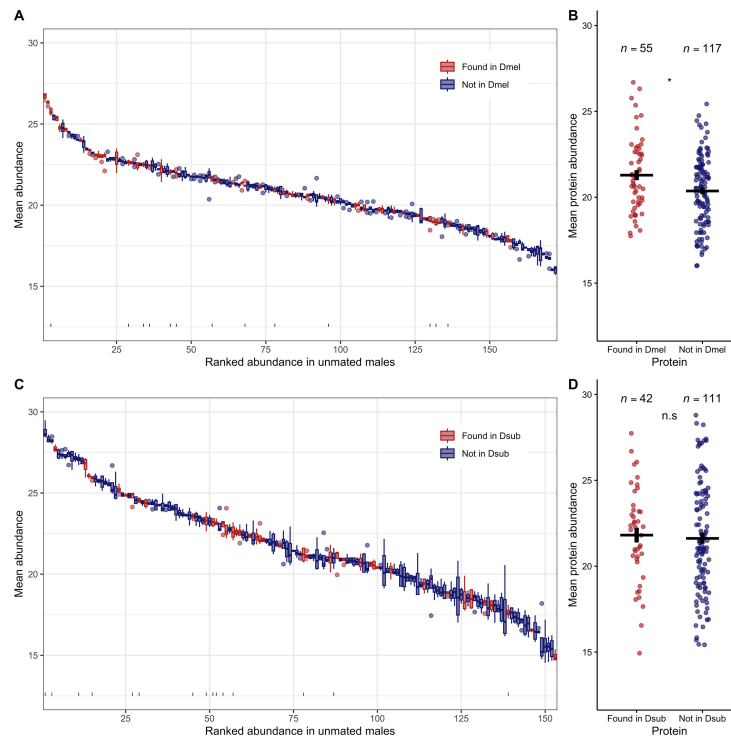 A
30
25
20
15
Mean abundance
Found in Dmel
Not in Dmel
25
50
75
100
125
150
Ranked abundance in unmated males
B
30
25
20
15
Mean protein abundance
n = 55
n = 117
*
Found in Dmel
Not in Dmel
Protein
C
30
25
20
15
Mean abundance
Found in Dsub
Not in Dsub
25
50
75
100
125
150
Ranked abundance in unmated males
D
30
25
20
15
Mean protein abundance
n = 42
n = 111
n.s
Found in Dsub
Not in Dsub
Protein